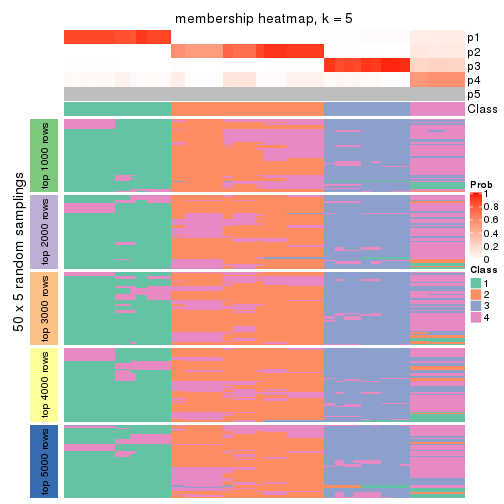 membership heatmap, k = 5
p1
p2
p3
p4
p5
Class
50 x 5 random samplings
top 1000 rows
top 2000 rows
top 3000 rows
top 4000 rows
top 5000 rows
Prob
1
0.8
0.6
0.4
0.2
0
Class
1
2
3
4